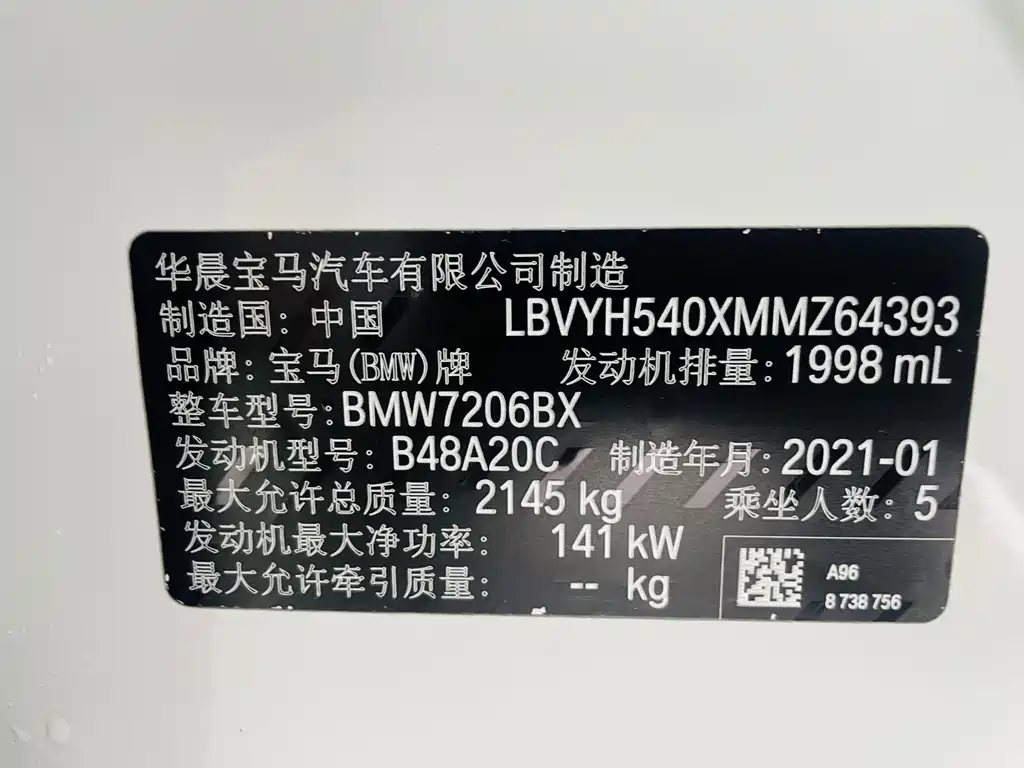 华晨宝马汽车有限公司制造
制造国：中国 LBVYH540XMMZ64393
品牌：宝马(BMW)牌 发动机排量：1998 mL
整车型号：BMW7206BX
发动机型号：B48A20C 制造年月：2021-01
最大允许总质量：2145 kg 乘坐人数：5
发动机最大净功率： 141 kW
最大允许牵引质量： -- kg
A96
8 738 756